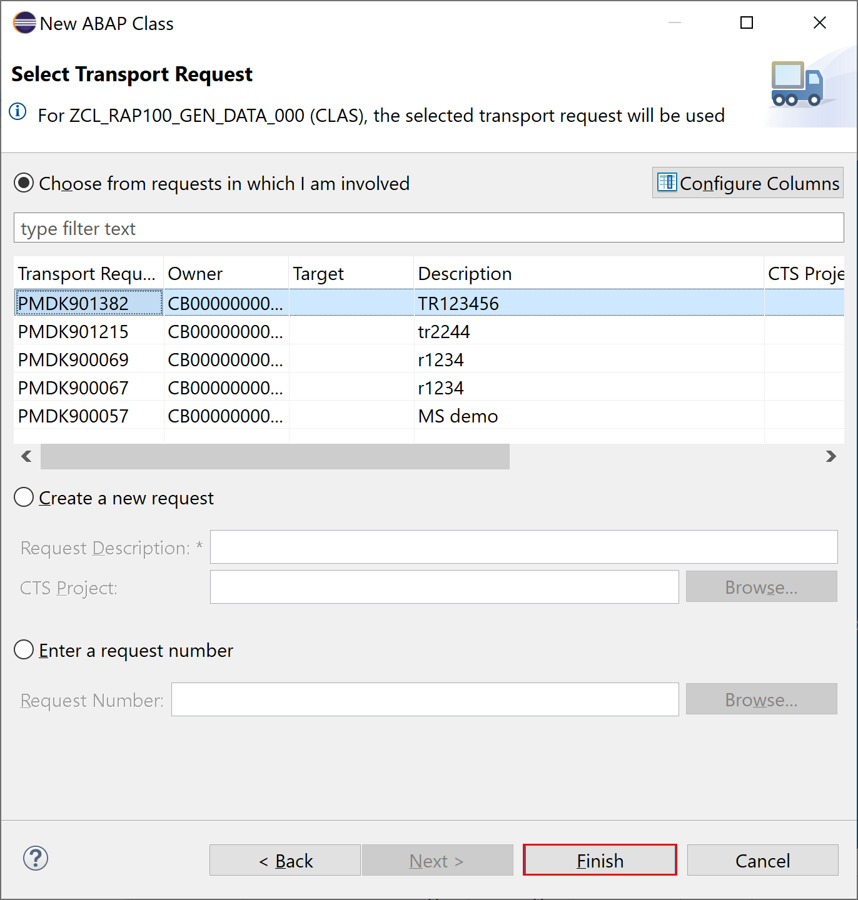 New ABAP Class
Select Transport Request
For ZCL_RAP100_GEN_DATA_000 (CLAS), the selected transport request will be used
Choose from requests in which I am involved
Configure Columns
type filter text
Transport Requ... Owner Target Description CTS Proje
PMDK901382 CB00000000... TR123456
PMDK901215 CB00000000... tr2244
PMDK900069 CB00000000... r1234
PMDK900067 CB00000000... r1234
PMDK900057 CB00000000... MS demo
Create a new request
Request Description: *
CTS Project: Browse...
Enter a request number
Request Number: Browse...
? < Back Next > Finish Cancel